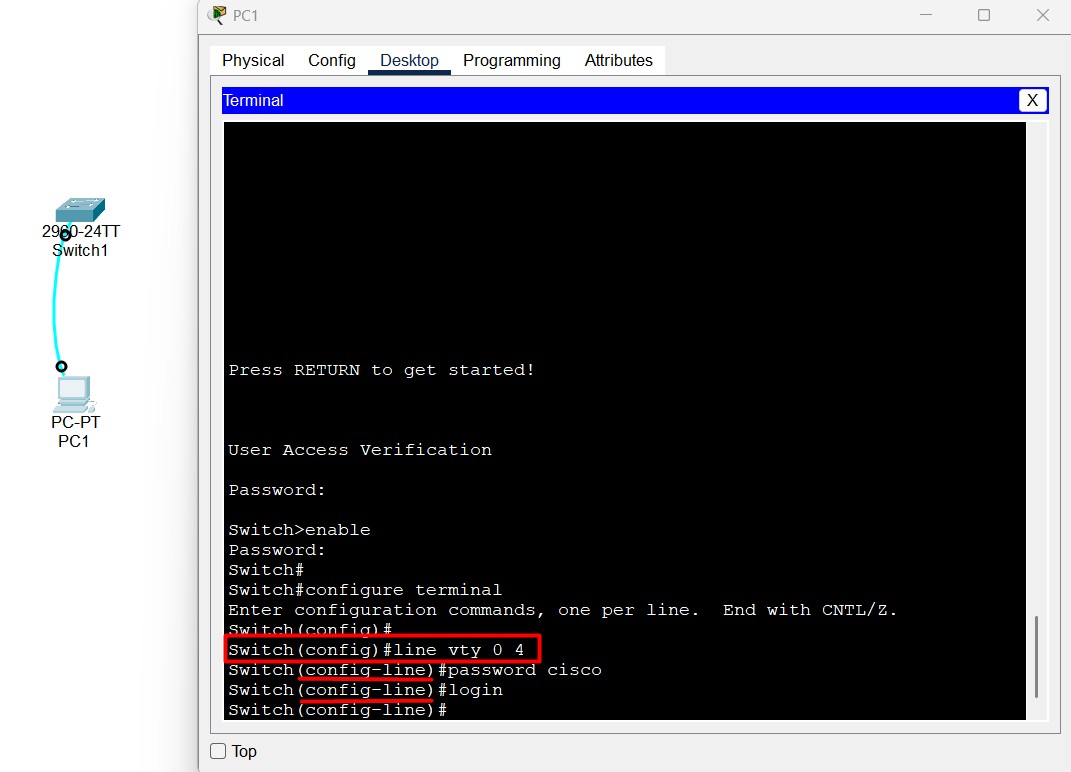 PC1
Physical Config Desktop Programming Attributes
Terminal X
2960-24TT
Switch1
PC-PT
PC1
Press RETURN to get started!
User Access Verification
Password:
Switch>enable
Password:
Switch#
Switch#configure terminal
Enter configuration commands, one per line.  End with CNTL/Z.
Switch(config)#
Switch(config)#line vty 0 4
Switch(config-line)#password cisco
Switch(config-line)#login
Switch(config-line)#
Top